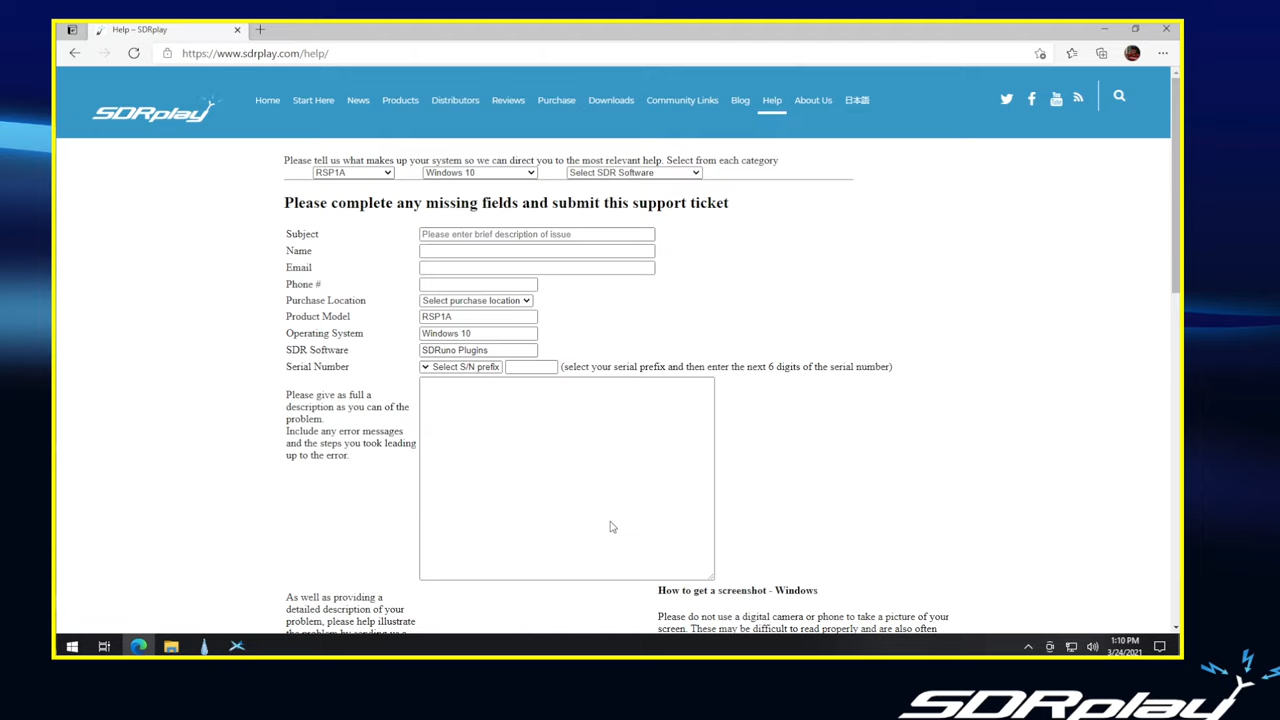 Help – SDRplay
https://www.sdrplay.com/help/
SDRplay
Home Start Here News Products Distributors Reviews Purchase Downloads Community Links Blog Help About Us 日本語
Please tell us what makes up your system so we can direct you to the most relevant help. Select from each category
RSP1A Windows 10 Select SDR Software
Please complete any missing fields and submit this support ticket
Subject Please enter brief description of issue
Name
Email
Phone #
Purchase Location Select purchase location
Product Model RSP1A
Operating System Windows 10
SDR Software SDRuno Plugins
Serial Number Select S/N prefix (select your serial prefix and then enter the next 6 digits of the serial number)
Please give as full a
description as you can of the
problem.
Include any error messages
and the steps you took leading
up to the error.
How to get a screenshot - Windows
As well as providing a
detailed description of your
problem, please help illustrate
the problem by sending us a
Please do not use a digital camera or phone to take a picture of your
screen. These may be difficult to read properly and are also often
1:10 PM
3/24/2021
SDRplay